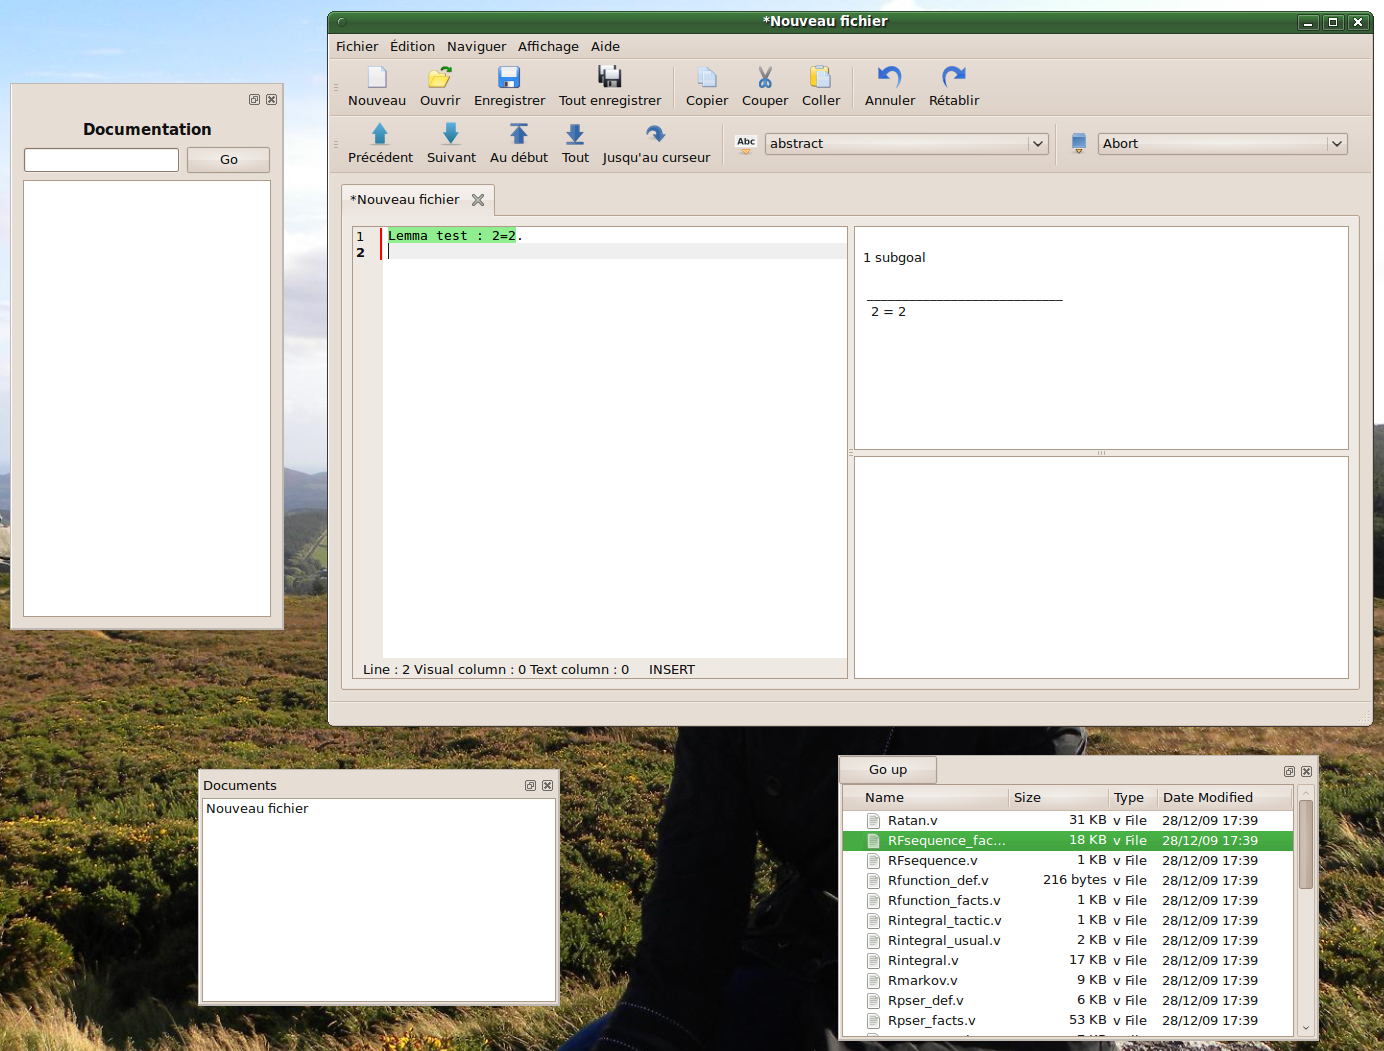 *Nouveau fichier
Fichier Édition Naviguer Affichage Aide
Nouveau Ouvrir Enregistrer Tout enregistrer Copier Couper Coller Annuler Rétablir
Précédent Suivant Au début Tout Jusqu'au curseur Abc abstract Abort
*Nouveau fichier
1 Lemma test : 2=2.
2
1 subgoal
____________________________
2 = 2
Line : 2 Visual column : 0 Text column : 0 INSERT
Documentation
Go
Documents
Nouveau fichier
Go up
Name Size Type Date Modified
Ratan.v 31 KB v File 28/12/09 17:39
RFsequence_fac... 18 KB v File 28/12/09 17:39
RFsequence.v 1 KB v File 28/12/09 17:39
Rfunction_def.v 216 bytes v File 28/12/09 17:39
Rfunction_facts.v 1 KB v File 28/12/09 17:39
Rintegral_tactic.v 1 KB v File 28/12/09 17:39
Rintegral_usual.v 2 KB v File 28/12/09 17:39
Rintegral.v 17 KB v File 28/12/09 17:39
Rmarkov.v 9 KB v File 28/12/09 17:39
Rpser_def.v 6 KB v File 28/12/09 17:39
Rpser_facts.v 53 KB v File 28/12/09 17:39